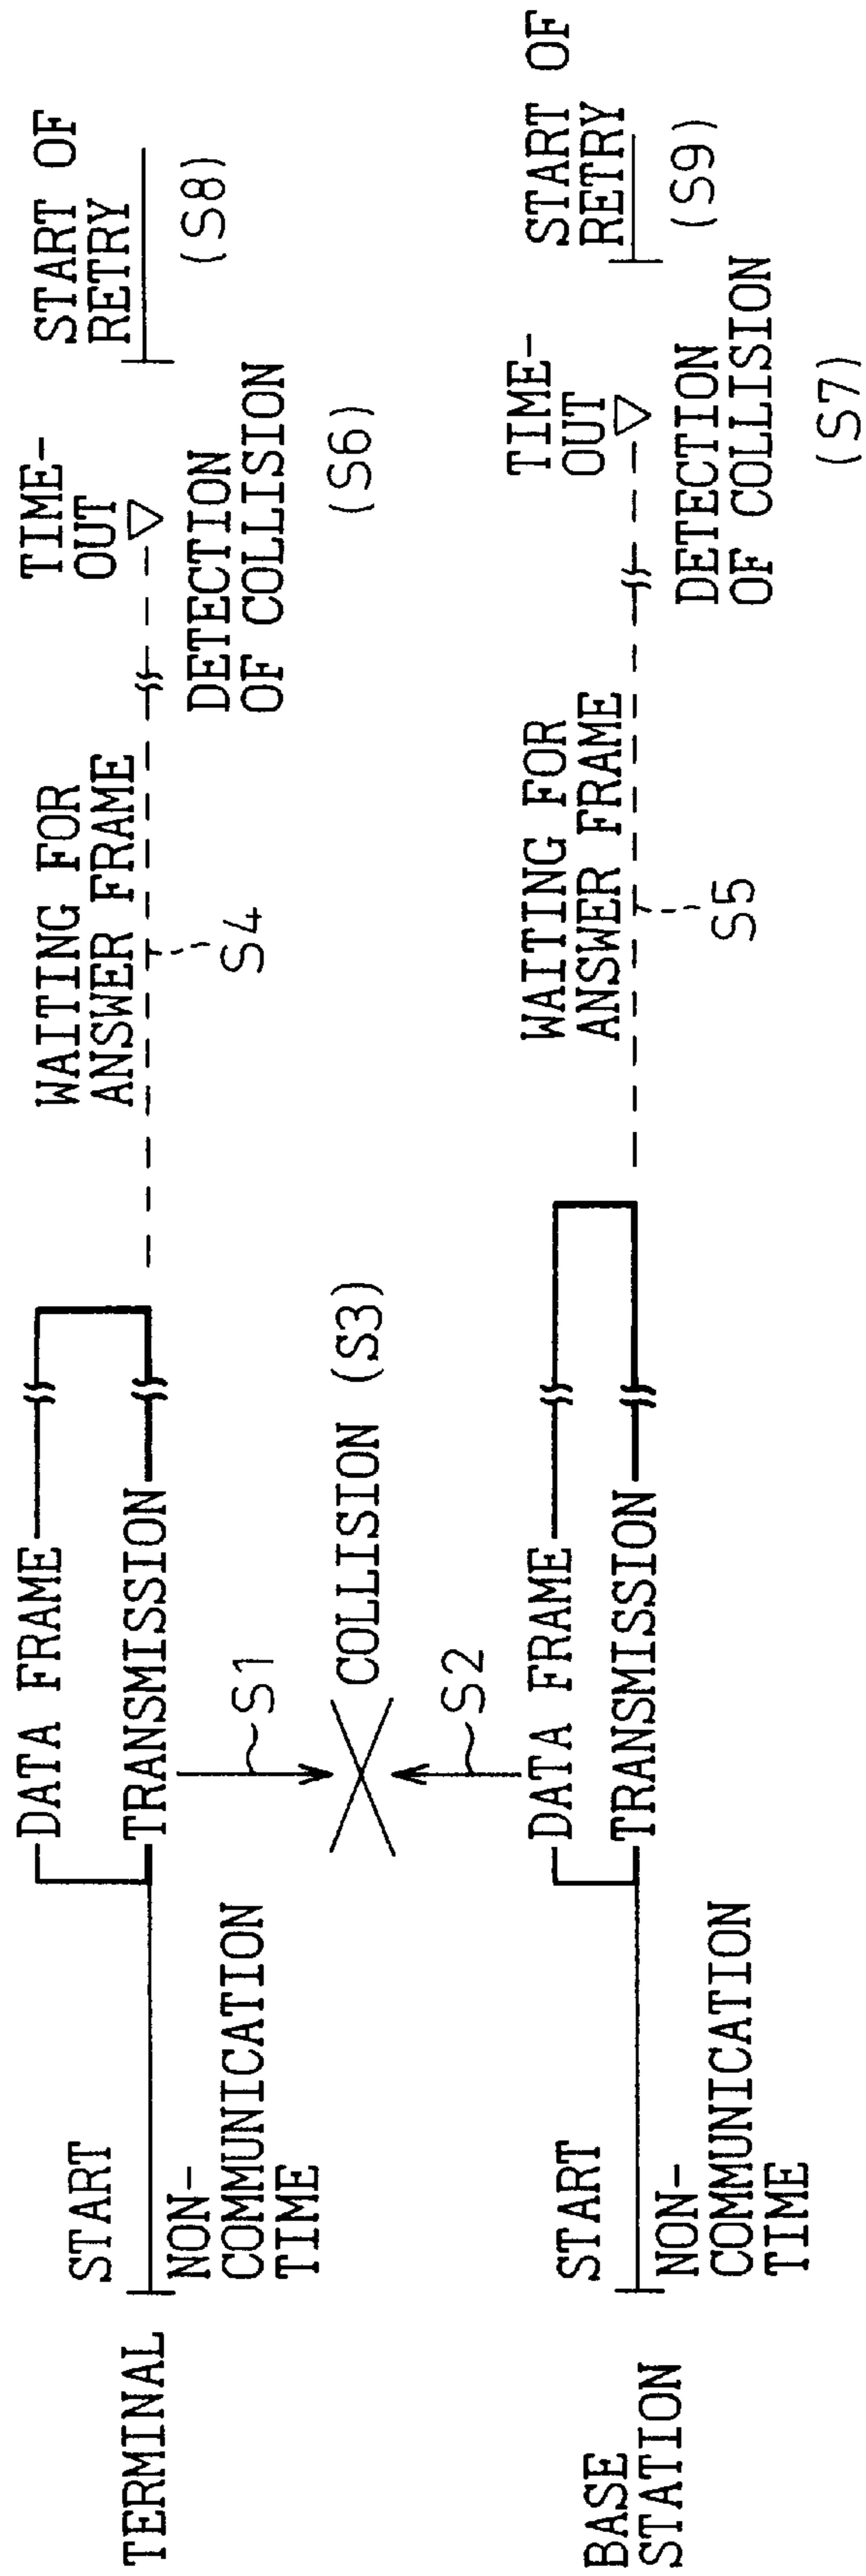 TERMINAL
START
NON-
COMMUNICATION
TIME
DATA FRAME
TRANSMISSION
S1
COLLISION (S3)
WAITING FOR
ANSWER FRAME
S4
TIME-
OUT
DETECTION
OF COLLISION
(S6)
START OF
RETRY
(S8)
BASE
STATION
START
NON-
COMMUNICATION
TIME
S2
DATA FRAME
TRANSMISSION
WAITING FOR
ANSWER FRAME
S5
TIME-
OUT
DETECTION
OF COLLISION
(S7)
START OF
RETRY
(S9)